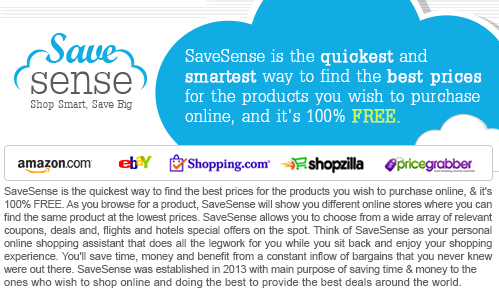 Save
sense
Shop Smart, Save Big
SaveSense is the quickest and
smartest way to find the best prices
for the products you wish to purchase
online, and it's 100% FREE.
amazon.com
ebay
Shopping.com®
shopzilla
pricegrabber
SaveSense is the quickest way to find the best prices for the products you wish to purchase online, & it's
100% FREE. As you browse for a product, SaveSense will show you different online stores where you can
find the same product at the lowest prices. SaveSense allows you to choose from a wide array of relevant
coupons, deals and, flights and hotels special offers on the spot. Think of SaveSense as your personal
online shopping assistant that does all the legwork for you while you sit back and enjoy your shopping
experience. You'll save time, money and benefit from a constant inflow of bargains that you never knew
were out there. SaveSense was established in 2013 with main purpose of saving time & money to the
ones who wish to shop online and doing the best to provide the best deals around the world.